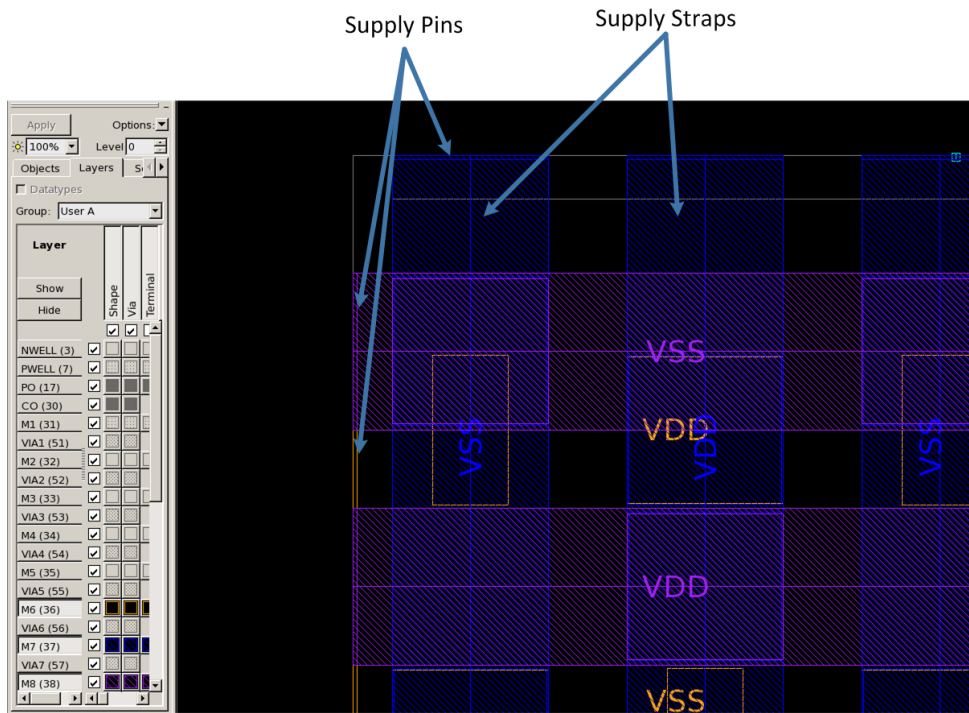 Supply Pins
Supply Straps
Apply
Options:
100%
Level 0
Objects Layers
Datatypes
Group: User A
Layer
Show
Hide
Shape
Via
Terminal
NWELL (3)
PWELL (7)
PO (17)
CO (30)
M1 (31)
VIA1 (51)
M2 (32)
VIA2 (52)
M3 (33)
VIA3 (53)
M4 (34)
VIA4 (54)
M5 (35)
VIA5 (55)
M6 (36)
VIA6 (56)
M7 (37)
VIA7 (57)
M8 (38)
VSS
VDD
VSS
VDD
VSS
VDD
VSS